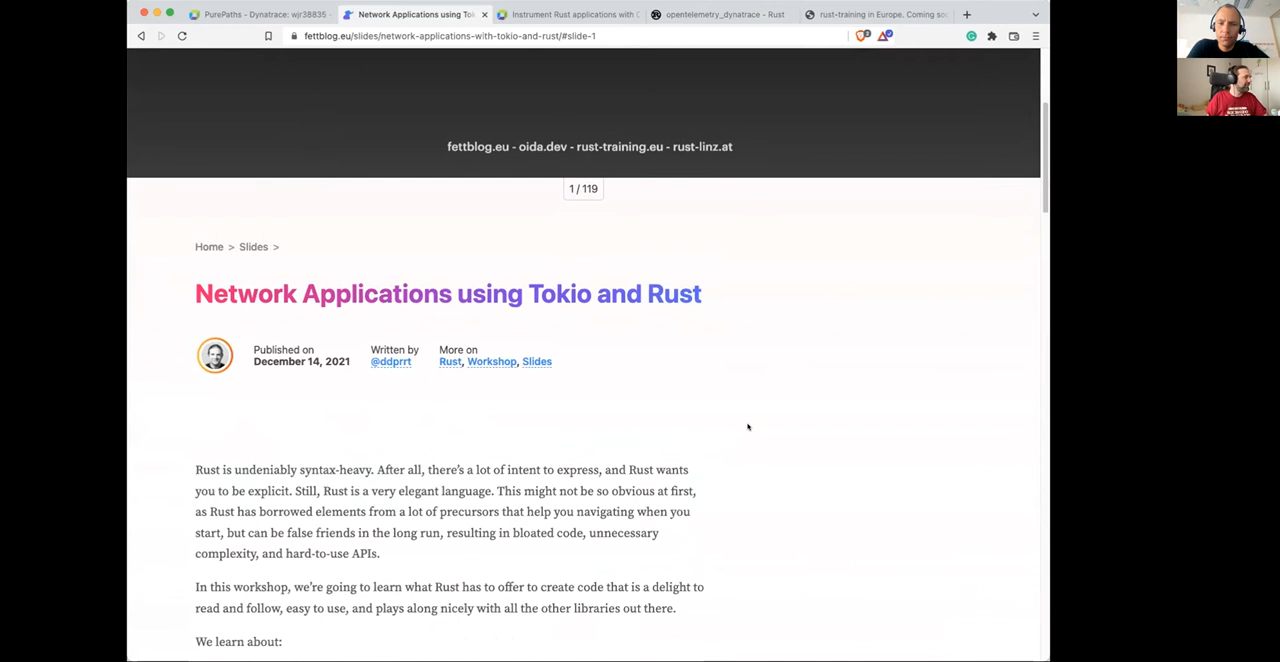 PurePaths - Dynatrace: wjr38835 -
Network Applications using To
Instrument Rust applications with
opentelemetry_dynatrace - Rust
rust-training in Europe. Coming soo
fettblog.eu/slides/network-applications-with-tokio-and-rust/#slide-1
fettblog.eu - oida.dev - rust-training.eu - rust-linz.at
1 / 119
Home > Slides >
Network Applications using Tokio and Rust
Published on
December 14, 2021
Written by
@ddprrt
More on
Rust, Workshop, Slides
Rust is undeniably syntax-heavy. After all, there's a lot of intent to express, and Rust wants
you to be explicit. Still, Rust is a very elegant language. This might not be so obvious at first,
as Rust has borrowed elements from a lot of precursors that help you navigating when you
start, but can be false friends in the long run, resulting in bloated code, unnecessary
complexity, and hard-to-use APIs.
In this workshop, we're going to learn what Rust has to offer to create code that is a delight to
read and follow, easy to use, and plays along nicely with all the other libraries out there.
We learn about: